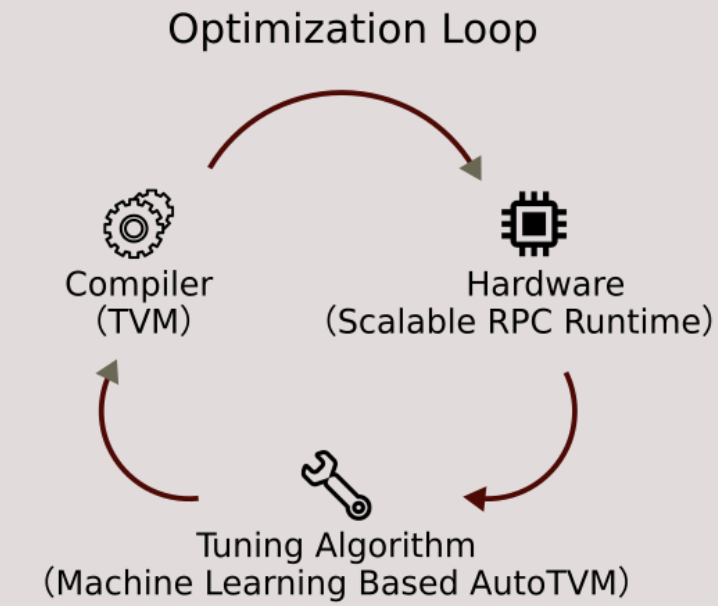 Optimization Loop
Compiler
(TVM)
Hardware
(Scalable RPC Runtime)
Tuning Algorithm
(Machine Learning Based AutoTVM)